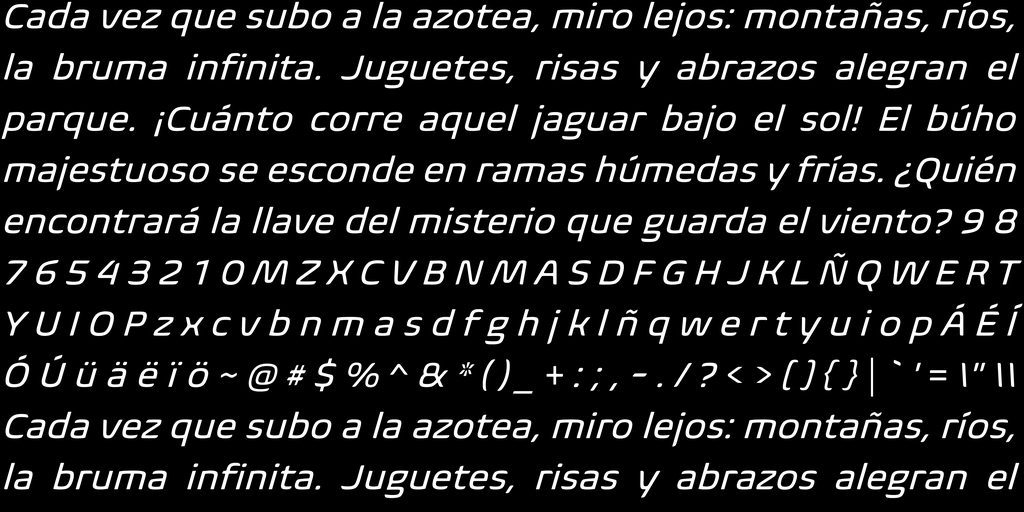 Cada vez que subo a la azotea, miro lejos: montañas, ríos,
la bruma infinita. Juguetes, risas y abrazos alegran el
parque. ¡Cuánto corre aquel jaguar bajo el sol! El búho
majestuoso se esconde en ramas húmedas y frías. ¿Quién
encontrará la llave del misterio que guarda el viento? 9 8
7 6 5 4 3 2 1 0 M Z X C V B N M A S D F G H J K L Ñ Q W E R T
Y U I O P z x c v b n m a s d f g h j k l ñ q w e r t y u i o p Á É Í
Ó Ú ü ä ë ï ö ~ @ # $ % ^ & * ( ) _ + : ; , - . / ? < > [ ] { } | ` ' = \ " \ \
Cada vez que subo a la azotea, miro lejos: montañas, ríos,
la bruma infinita. Juguetes, risas y abrazos alegran el